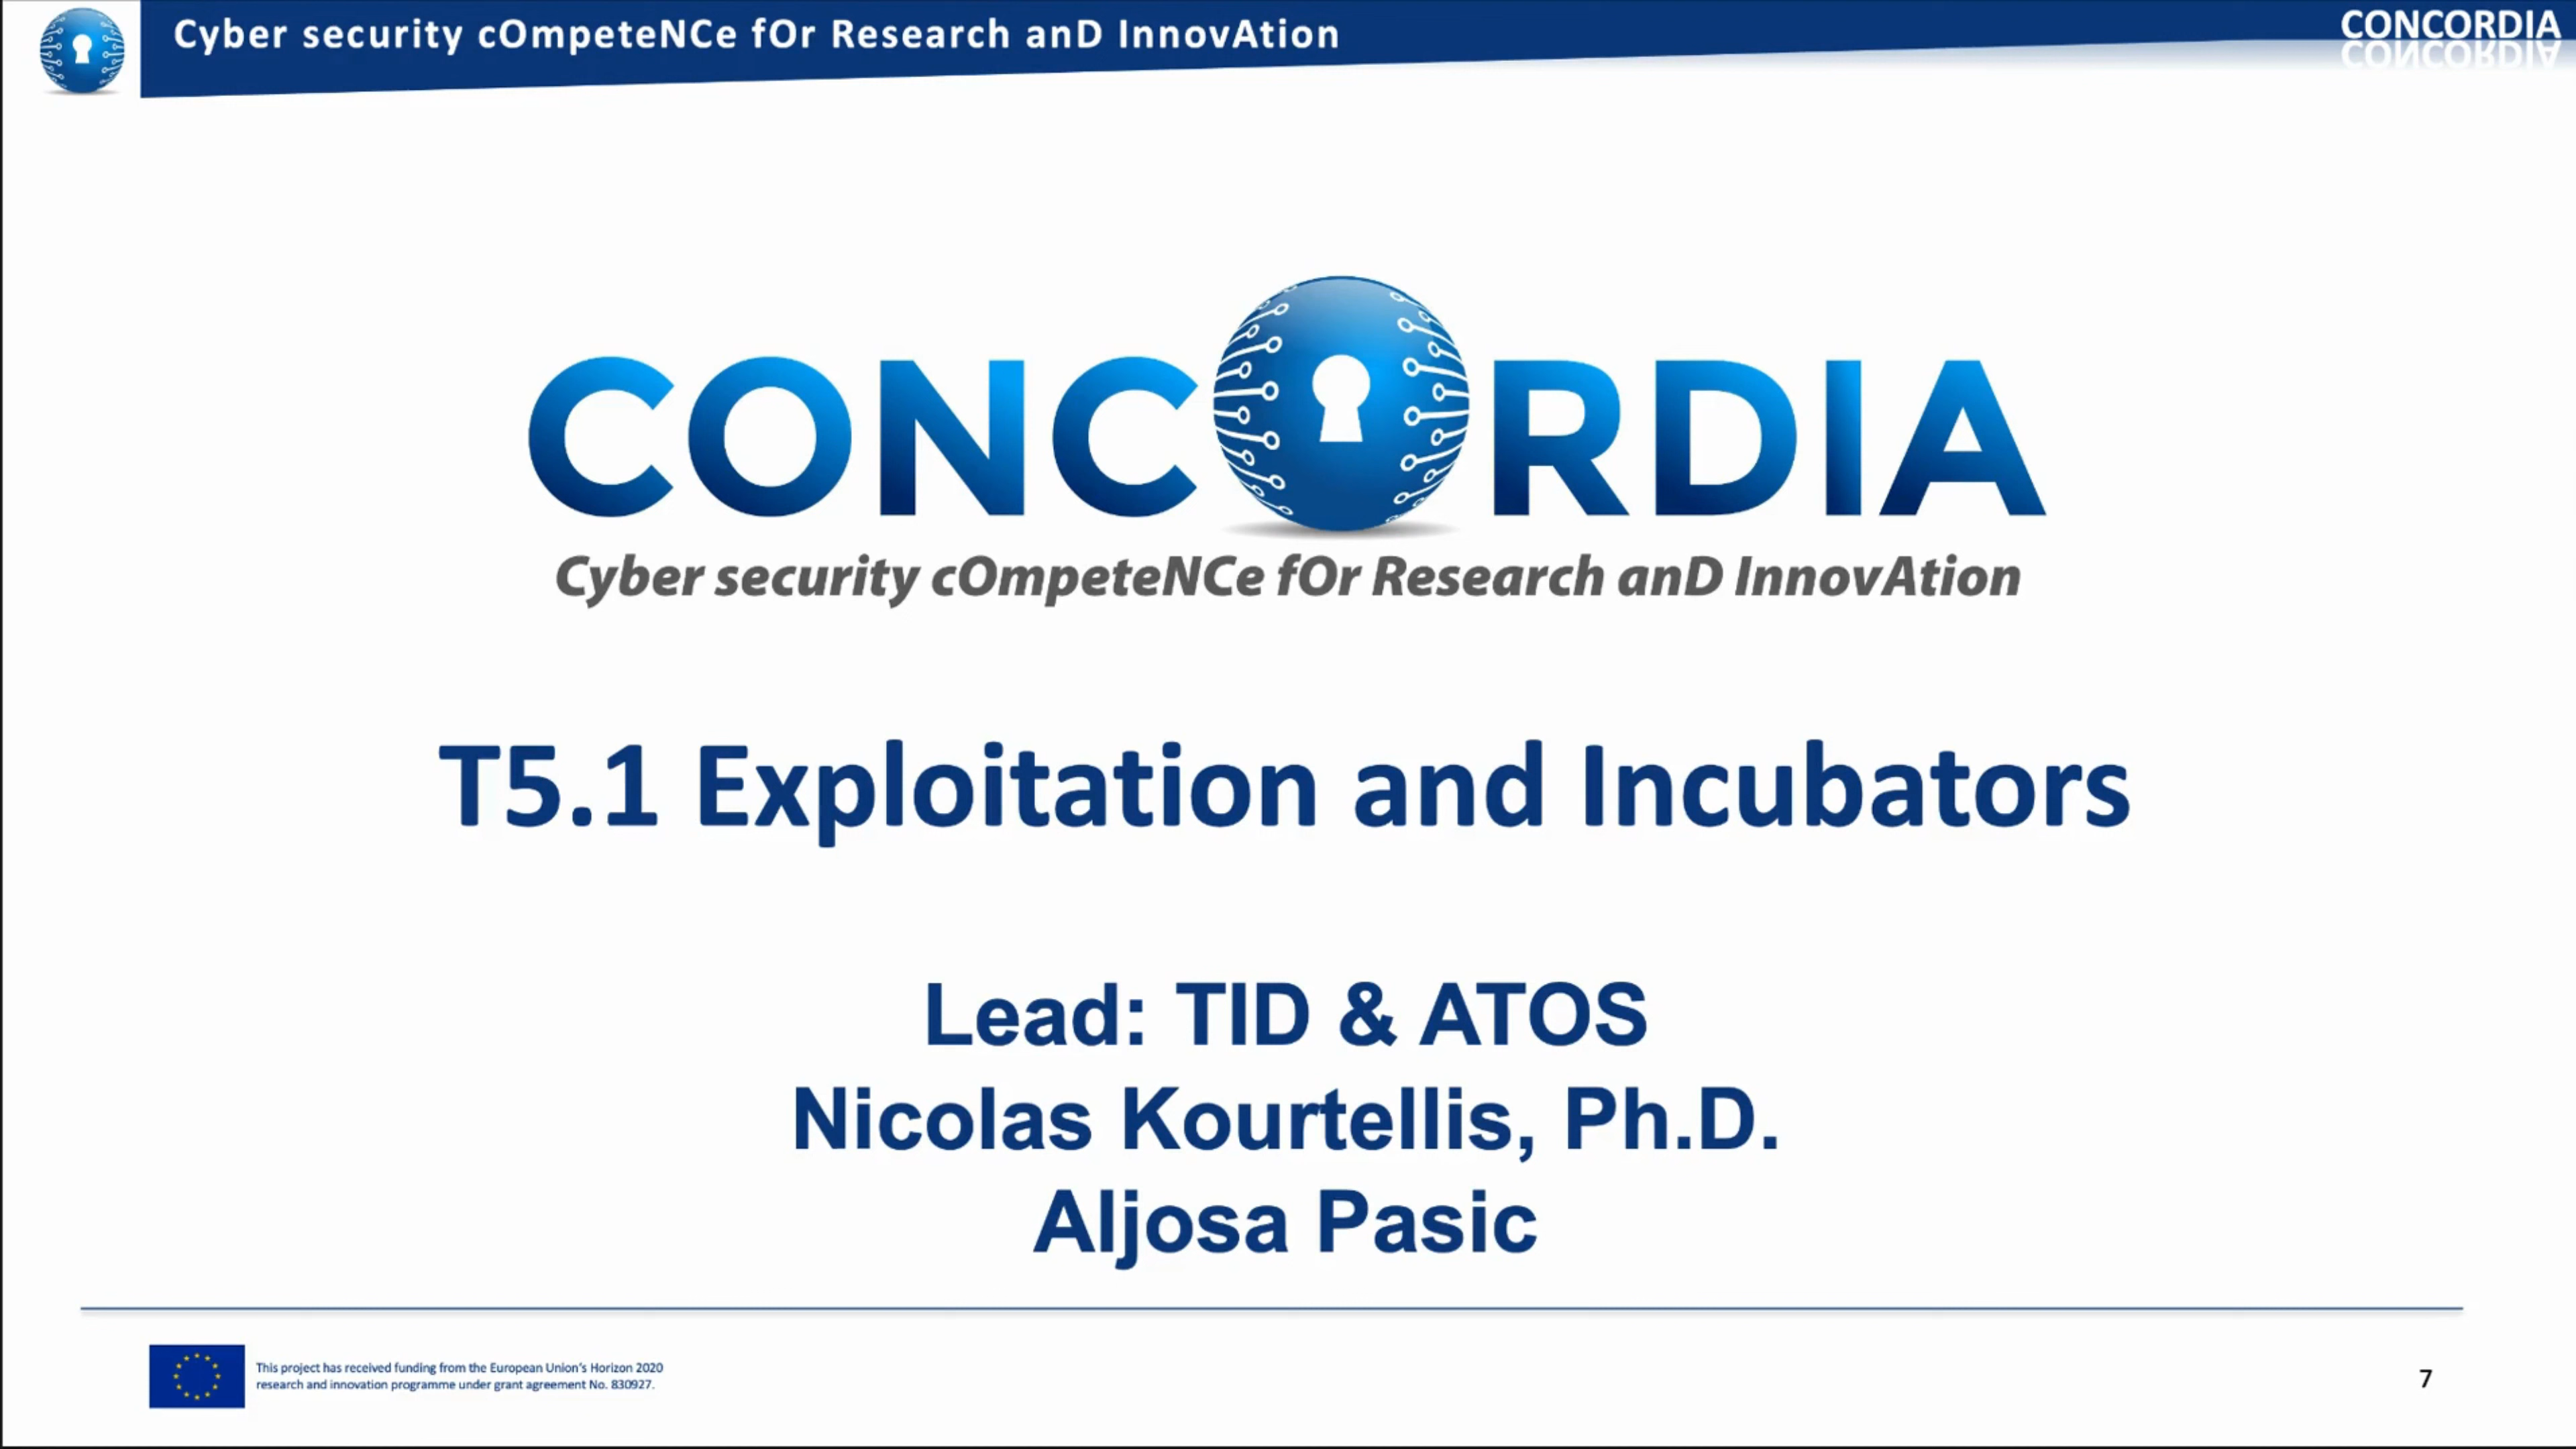 Cyber security cOmpeteNCe fOr Research anD InnovAtion
CONCORDIA
CONCORDIA
Cyber security cOmpeteNCe fOr Research anD InnovAtion
T5.1 Exploitation and Incubators
Lead: TID & ATOS
Nicolas Kourtellis, Ph.D.
Aljosa Pasic
This project has received funding from the European Union's Horizon 2020
research and innovation programme under grant agreement No. 830927.
7